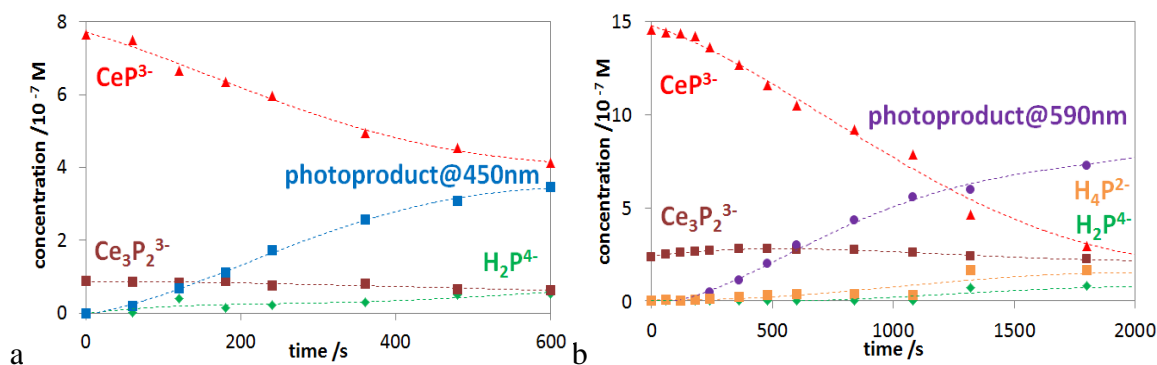 concentration /10 ⁻⁷ M
8
6
4
2
0
CeP³⁻
photoproduct@450nm
Ce₃P₂³⁻
H₂P⁴⁻
0
200
400
600
time /s
a
concentration /10 ⁻⁷ M
15
10
5
0
CeP³⁻
photoproduct@590nm
H₄P²⁻
Ce₃P₂³⁻
H₂P⁴⁻
0
500
1000
1500
2000
time /s
b